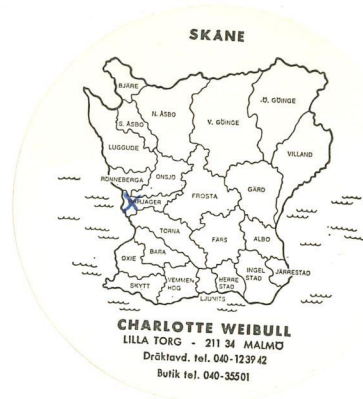 SKÅNE
BJÄRE
N. ÅSBO
V. GÖINGE
Ö. GÖINGE
S. ÅSBO
LUGGUDE
VILLAND
RÖNNEBERGA
ONSJÖ
FROSTA
GÄRD
HARJAGER
TORNA
FÄRS
ALBO
BARA
OXIE
SKYTT
VEMMEN
HÖG
HERRE
STAD
INGEL
STAD
JÄRRESTAD
LJUNITS
CHARLOTTE WEIBULL
LILLA TORG - 211 34 MALMÖ
Dräktavd. tel. 040-123942
Butik tel. 040-35501